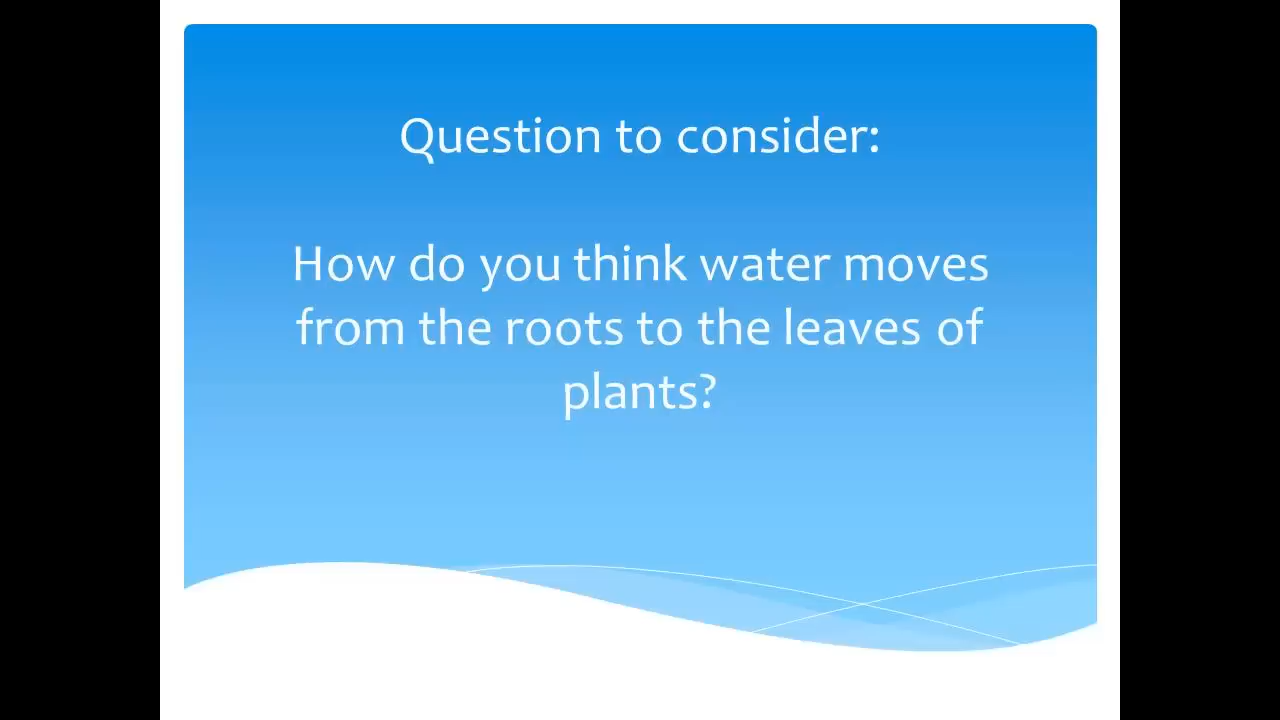 Question to consider:
How do you think water moves
from the roots to the leaves of
plants?